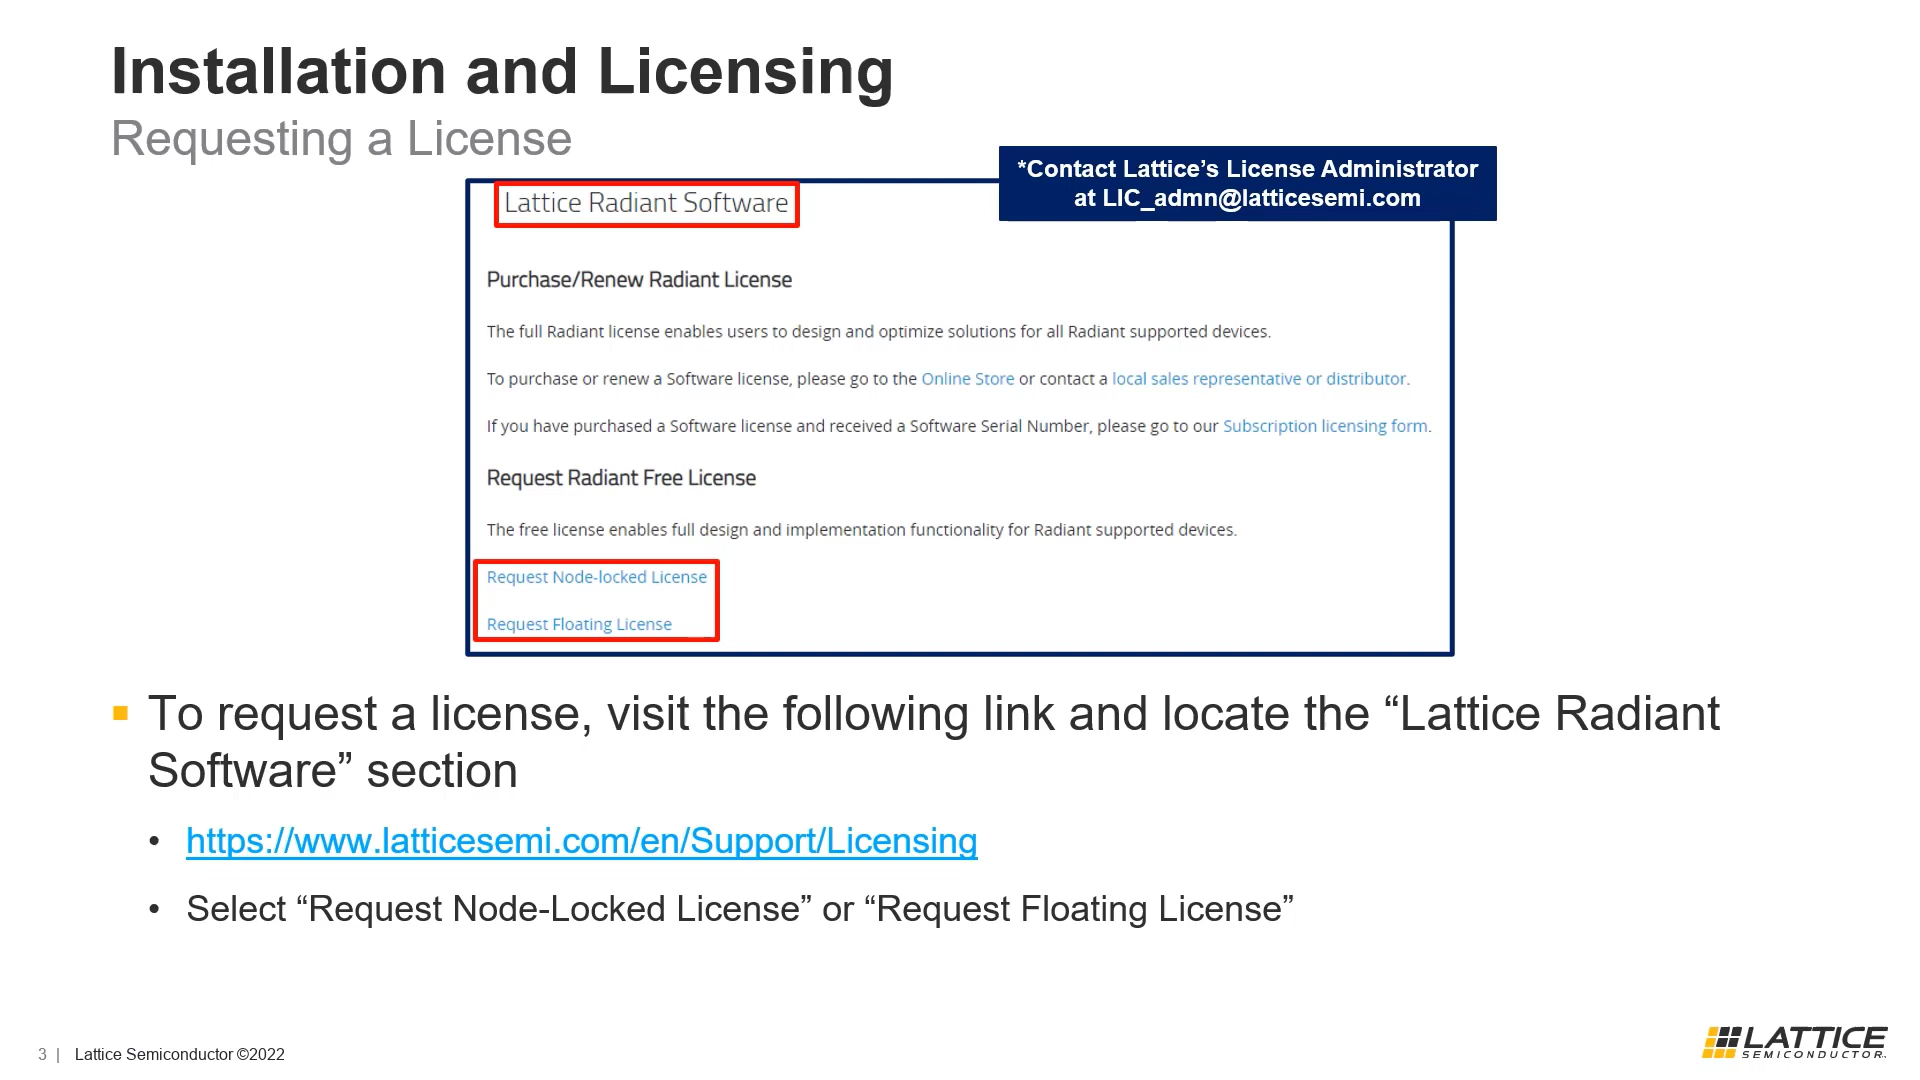 Installation and Licensing
Requesting a License
*Contact Lattice’s License Administrator
at LIC_admn@latticesemi.com
Lattice Radiant Software
Purchase/Renew Radiant License
The full Radiant license enables users to design and optimize solutions for all Radiant supported devices.
To purchase or renew a Software license, please go to the Online Store or contact a local sales representative or distributor.
If you have purchased a Software license and received a Software Serial Number, please go to our Subscription licensing form.
Request Radiant Free License
The free license enables full design and implementation functionality for Radiant supported devices.
Request Node-locked License
Request Floating License
To request a license, visit the following link and locate the “Lattice Radiant
Software” section
• https://www.latticesemi.com/en/Support/Licensing
• Select “Request Node-Locked License” or “Request Floating License”
3 | Lattice Semiconductor ©2022
LATTICE
SEMICONDUCTOR